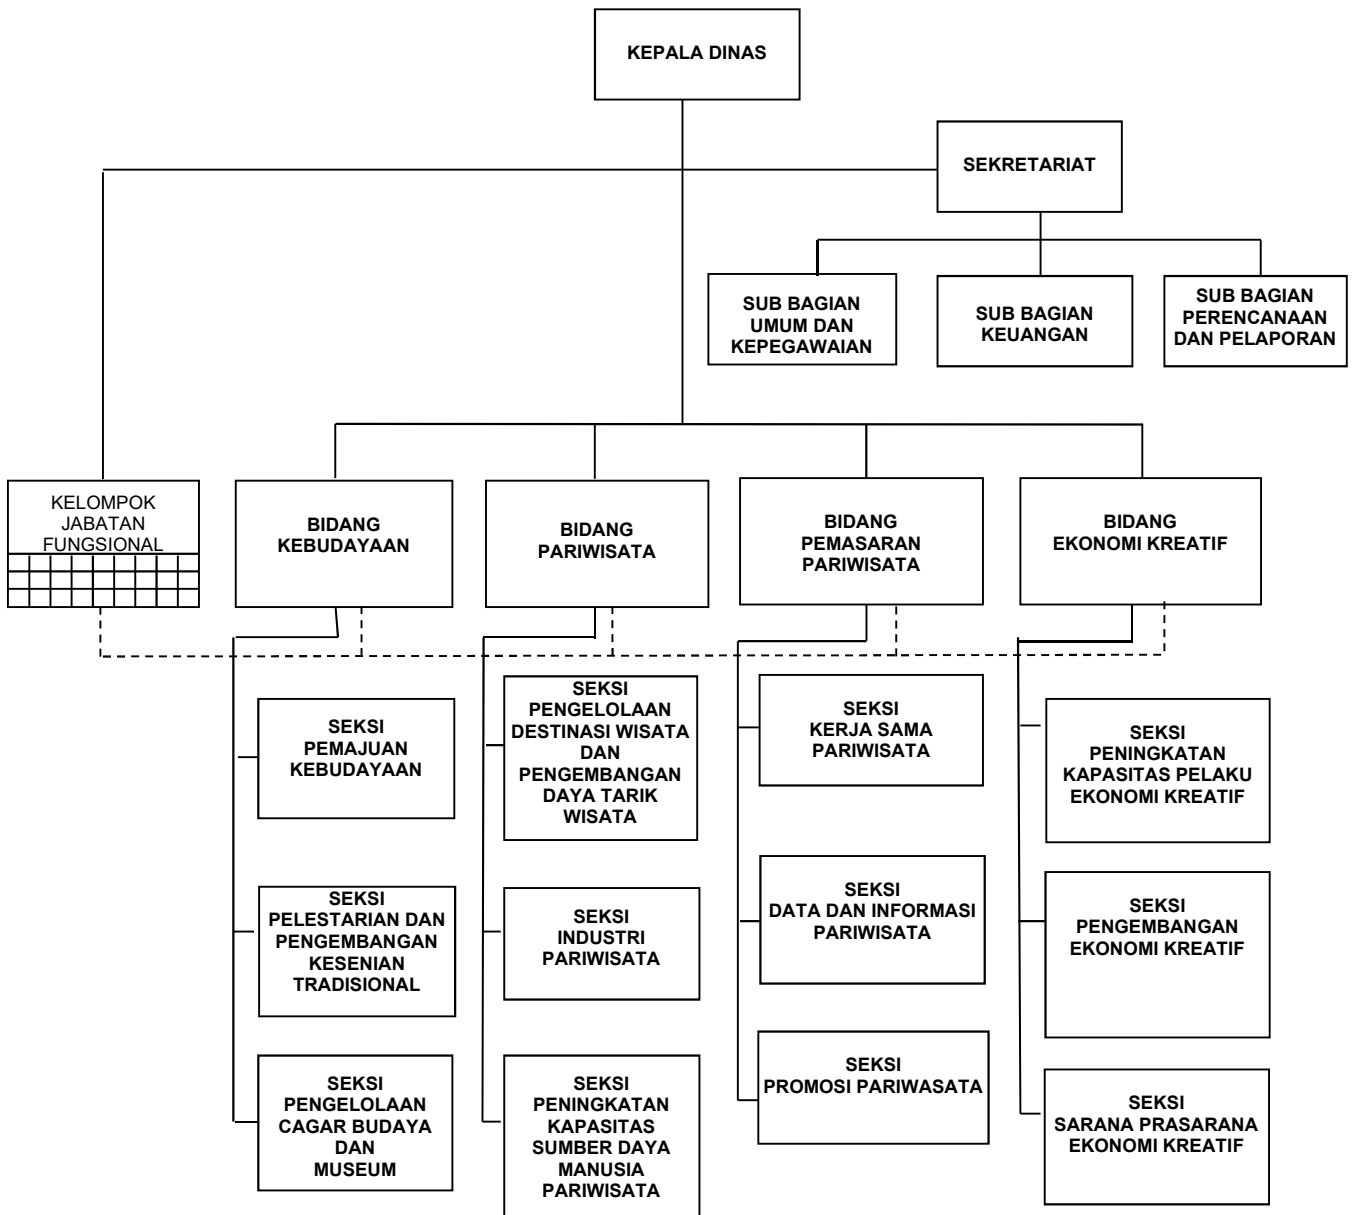 KEPALA DINAS
SEKRETARIAT
SUB BAGIAN
UMUM DAN
KEPEGAWAIAN
SUB BAGIAN
KEUANGAN
SUB BAGIAN
PERENCANAAN
DAN PELAPORAN
KELOMPOK
JABATAN
FUNGSIONAL
BIDANG
KEBUDAYAAN
BIDANG
PARIWISATA
BIDANG
PEMASARAN
PARIWISATA
BIDANG
EKONOMI KREATIF
SEKSI
PEMAJUAN
KEBUDAYAAN
SEKSI
PENGELOLAAN
DESTINASI WISATA
DAN
PENGEMBANGAN
DAYA TARIK
WISATA
SEKSI
KERJA SAMA
PARIWISATA
SEKSI
PENINGKATAN
KAPASITAS PELAKU
EKONOMI KREATIF
SEKSI
PELESTARIAN DAN
PENGEMBANGAN
KESENIAN
TRADISIONAL
SEKSI
INDUSTRI
PARIWISATA
SEKSI
DATA DAN INFORMASI
PARIWISATA
SEKSI
PENGEMBANGAN
EKONOMI KREATIF
SEKSI
PENGELOLAAN
CAGAR BUDAYA
DAN
MUSEUM
SEKSI
PENINGKATAN
KAPASITAS
SUMBER DAYA
MANUSIA
PARIWISATA
SEKSI
PROMOSI PARIWASATA
SEKSI
SARANA PRASARANA
EKONOMI KREATIF